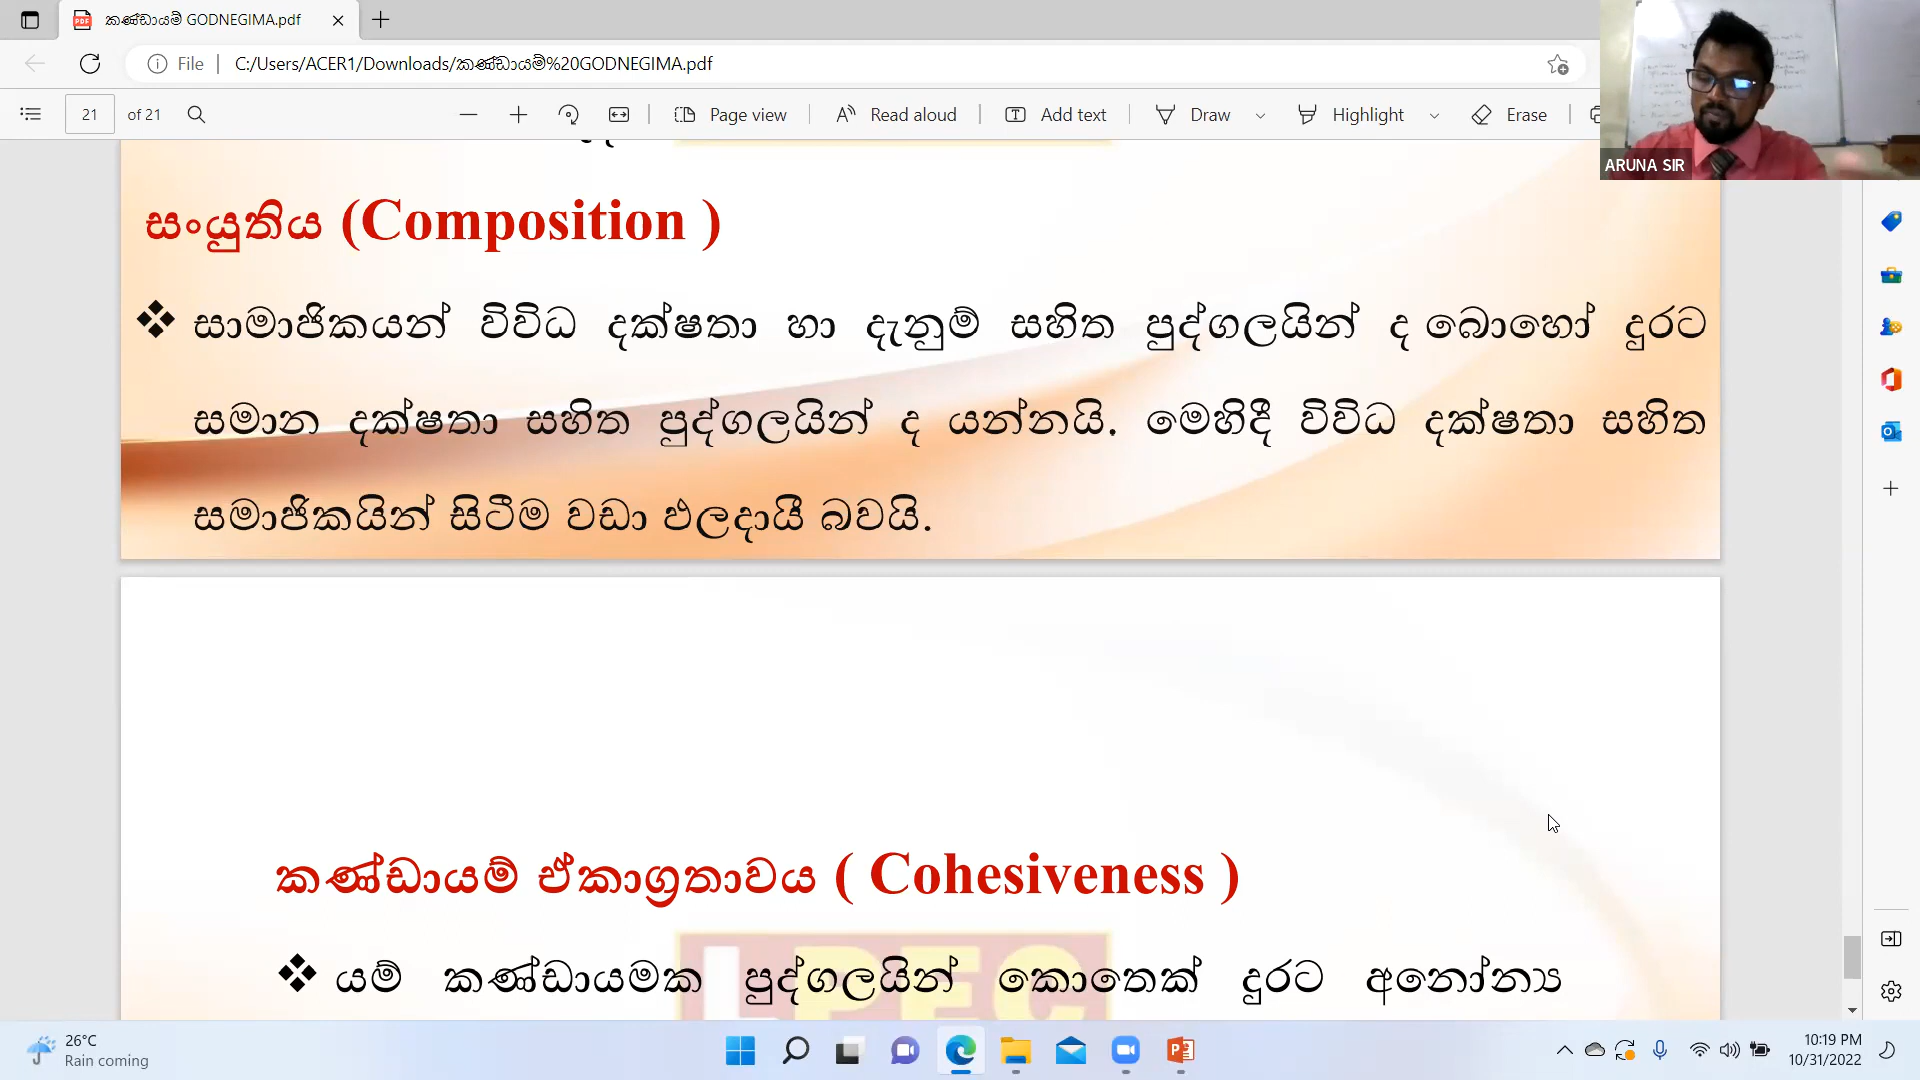 කණ්ඩායම් GODNEGIMA.pdf
File
C:/Users/ACER1/Downloads/කණ්ඩායම්%20GODNEGIMA.pdf
21 of 21
Page view
Read aloud
Add text
Draw
Highlight
Erase
ARUNA SIR
සංයුතිය (Composition )
❖ සාමාජිකයන් විවිධ දක්ෂතා හා දැනුම් සහිත පුද්ගලයින් ද බොහෝ දුරට
සමාන දක්ෂතා සහිත පුද්ගලයින් ද යන්නයි. මෙහිදී විවිධ දක්ෂතා සහිත
සමාජිකයින් සිටීම වඩා ඵලදායී බවයි.
කණ්ඩායම් ඒකාග්‍රතාවය ( Cohesiveness )
LPEC
❖ යම් කණ්ඩායමක පුද්ගලයින් කොතෙක් දුරට අනෝන්‍ය
26°C
Rain coming
10:19 PM
10/31/2022